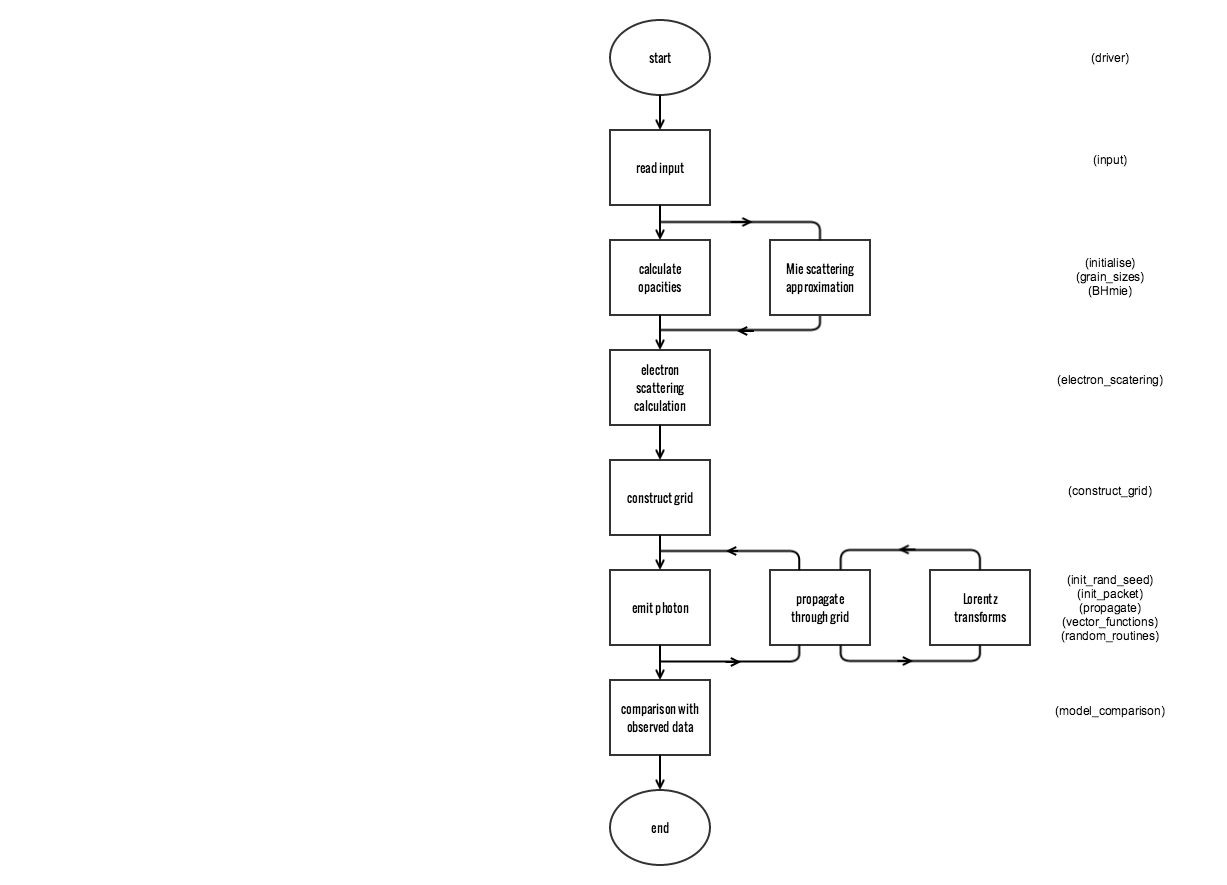 start
(driver)
read input
(input)
calculate
opacities
Mie scattering
approximation
(initialise)
(grain_sizes)
(BHmie)
electron
scattering
calculation
(electron_scatering)
construct grid
(construct_grid)
emit photon
propagate
through grid
Lorentz
transforms
(init_rand_seed)
(init_packet)
(propagate)
(vector_functions)
(random_routines)
comparison with
observed data
(model_comparison)
end